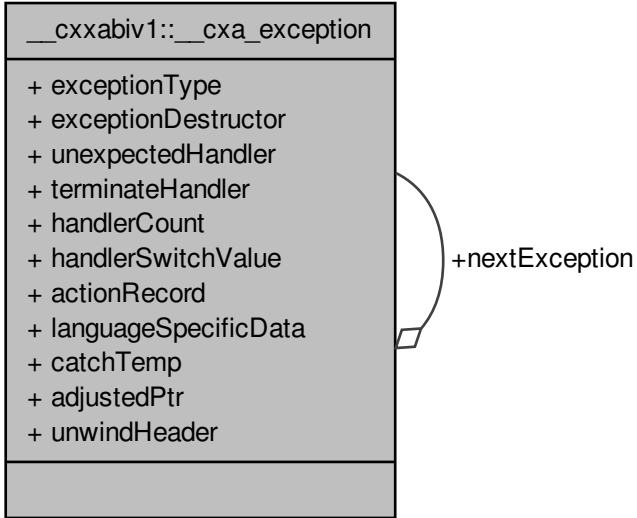 __cxxabiv1::__cxa_exception
+ exceptionType
+ exceptionDestructor
+ unexpectedHandler
+ terminateHandler
+ handlerCount
+ handlerSwitchValue
+ actionRecord
+ languageSpecificData
+ catchTemp
+ adjustedPtr
+ unwindHeader
+nextException